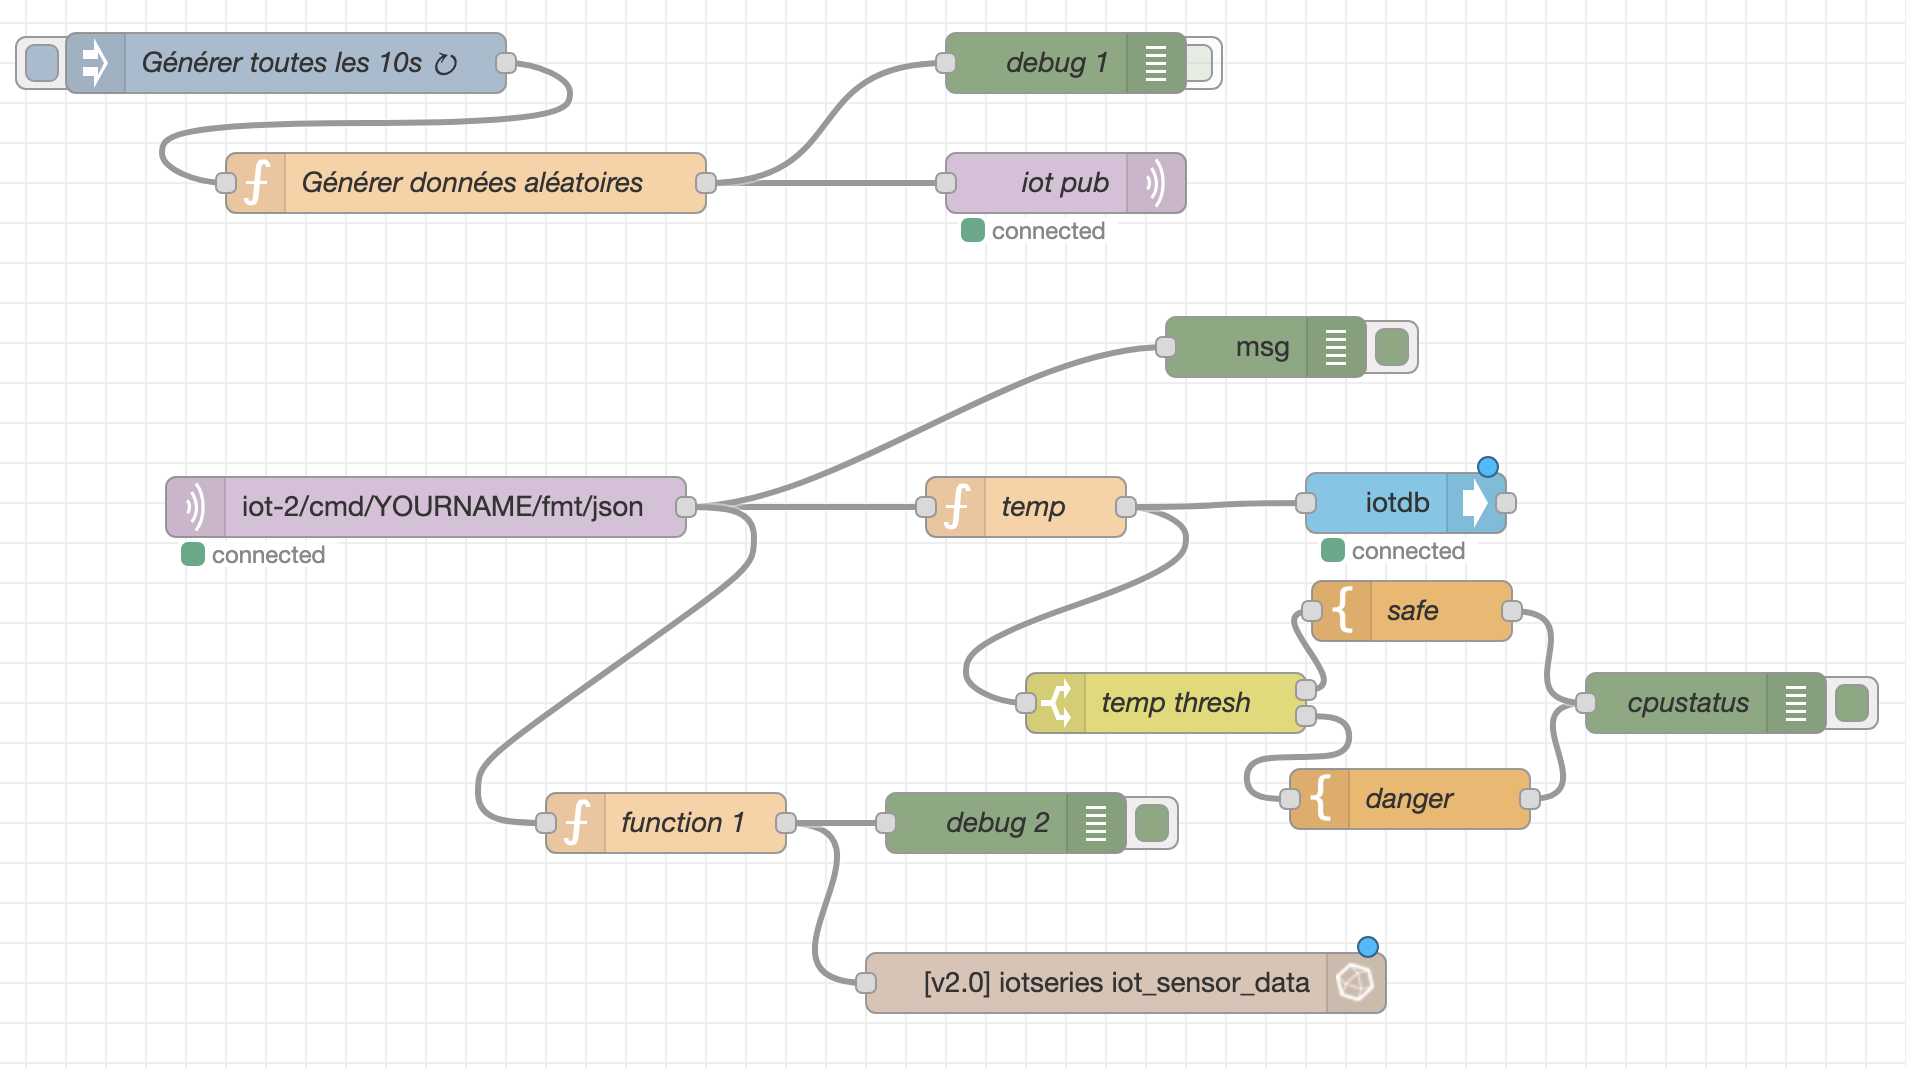 Générer toutes les 10s ↻
debug 1
Générer données aléatoires
iot pub
connected
msg
iot-2/cmd/YOURNAME/fmt/json
connected
temp
iotdb
connected
safe
temp thresh
cpustatus
danger
function 1
debug 2
[v2.0] iotseries iot_sensor_data